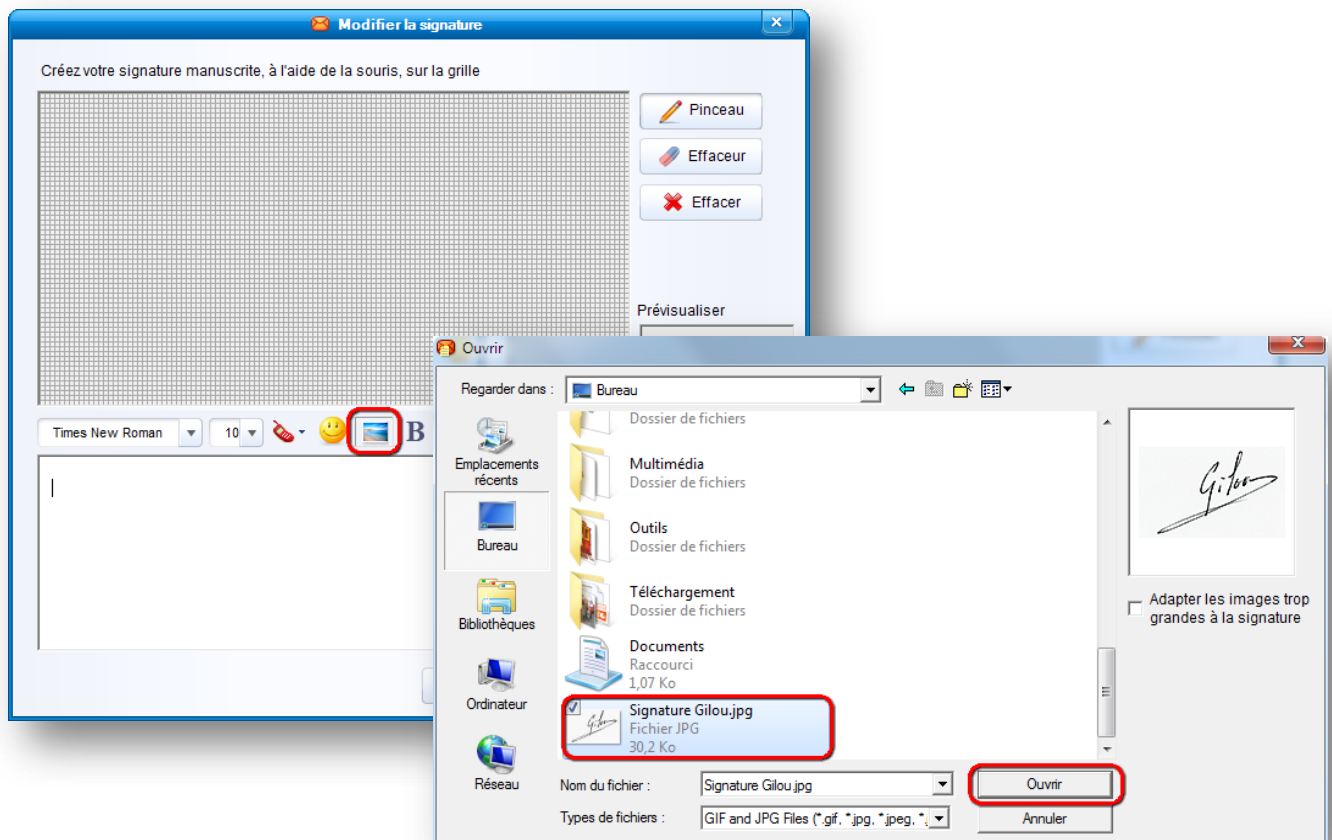 Modifier la signature
Créez votre signature manuscrite, à l'aide de la souris, sur la grille
Pinceau
Effaceur
Effacer
Prévisualiser
Times New Roman
10
B
Ouvrir
Regarder dans :
Bureau
Emplacements
récents
Bureau
Bibliothèques
Ordinateur
Réseau
Dossier de fichiers
Multimédia
Dossier de fichiers
Outils
Dossier de fichiers
Téléchargement
Dossier de fichiers
Documents
Raccourci
1,07 Ko
Gilou
Signature Gilou.jpg
Fichier JPG
30,2 Ko
Gilou
Adapter les images trop
grandes à la signature
Nom du fichier :
Signature Gilou.jpg
Ouvrir
Types de fichiers :
GIF and JPG Files (*.gif, *.jpg, *.jpeg, *.
Annuler